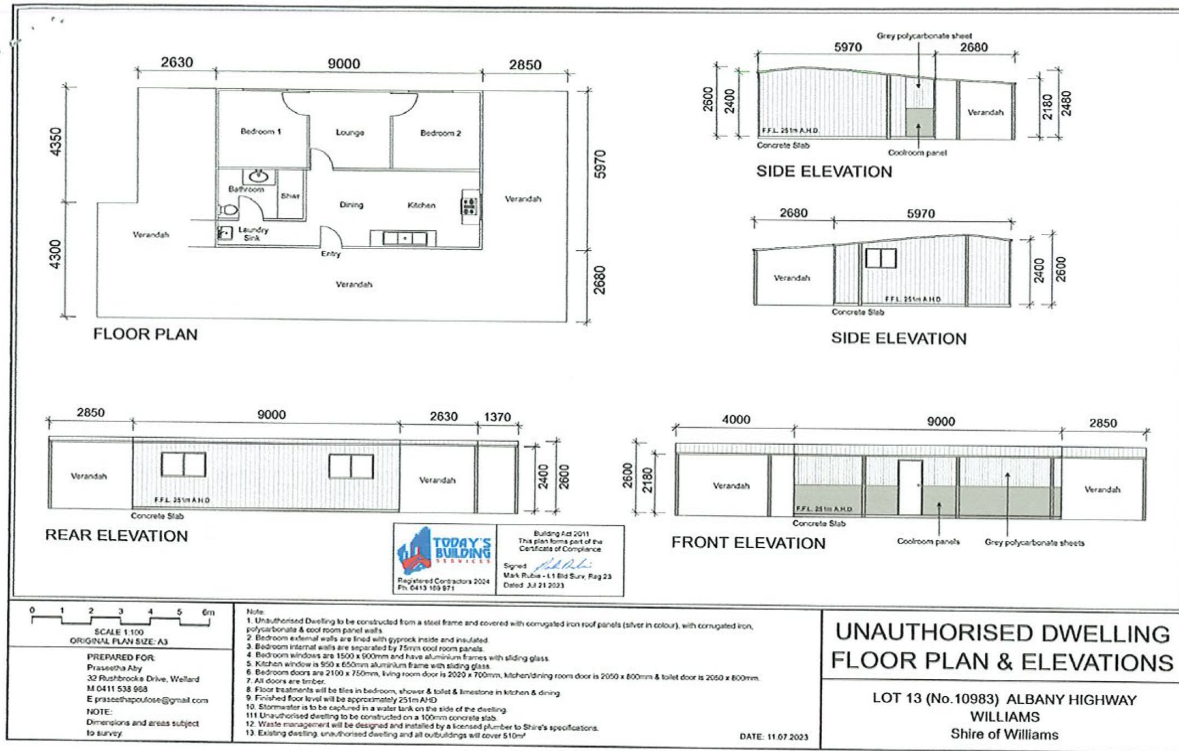 2630 9000 2850
4350
4300
5970
2680
Bedroom 1
Lounge
Bedroom 2
Bathroom
Shwr
Dining
Kitchen
Laundry
Sink
Entry
Verandah
Verandah
Verandah
FLOOR PLAN
Grey polycarbonate sheet
5970 2680
2600
2400
2180
2480
Verandah
F.F.L. 251m A.H.D.
Concrete Slab
Coolroom panel
SIDE ELEVATION
2680 5970
2400
2600
Verandah
F.F.L. 251m A.H.D
Concrete Slab
SIDE ELEVATION
2850 9000 2630 1370
Verandah
Verandah
2400
2600
F.F.L. 251m A.H.D
Concrete Slab
REAR ELEVATION
4000 9000 2850
2600
2180
Verandah
Verandah
F.F.L. 251m A.H.D
Concrete Slab
Coolroom panels
Grey polycarbonate sheets
FRONT ELEVATION
TODAY'S
BUILDING
SERVICES
Registered Contractors 2024
Ph: 0413 109 971
Building Act 2011
This plan forms part of the
Certificate of Compliance
Signed
Mark Rubie - L1 Bld Surv, Reg 23
Dated: Jul 21 2023
0 1 2 3 4 5 6m
SCALE 1:100
ORIGINAL PLAN SIZE: A3
PREPARED FOR:
Praseetha Aby
32 Rushbrooke Drive, Wellard
M 0411 538 988
E praseethapoulose@gmail.com
NOTE:
Dimensions and areas subject
to survey
Note:
1. Unauthorised Dwelling to be constructed from a steel frame and covered with corrugated iron roof panels (silver in colour), with corrugated iron,
polycarbonate & cool room panel walls.
2. Bedroom external walls are lined with gyprock inside and insulated.
3. Bedroom internal walls are separated by 75mm cool room panels.
4. Bedroom windows are 1500 x 900mm and have aluminium frames with sliding glass.
5. Kitchen window is 950 x 650mm aluminium frame with sliding glass.
6. Bedroom doors are 2100 x 750mm, living room door is 2020 x 700mm, kitchen/dining room door is 2050 x 800mm & toilet door is 2050 x 800mm.
7. All doors are timber.
8. Floor treatments will be tiles in bedroom, shower & toilet & limestone in kitchen & dining.
9. Finished floor level will be approximately 251m AHD
10. Stormwater is to be captured in a water tank on the side of the dwelling.
111.Unauthorised dwelling to be constructed on a 100mm concrete slab.
12. Waste management will be designed and installed by a licensed plumber to Shire's specifications.
13. Existing dwelling, unauthorised dwelling and all outbuildings will cover 510m²
DATE: 11.07.2023
UNAUTHORISED DWELLING
FLOOR PLAN & ELEVATIONS
LOT 13 (No.10983) ALBANY HIGHWAY
WILLIAMS
Shire of Williams